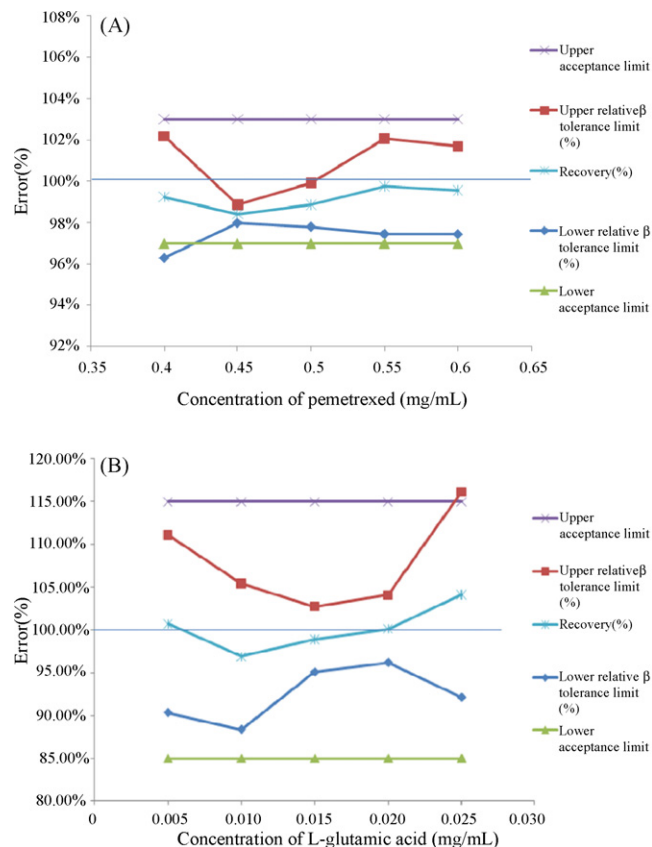 (A)
108%
106%
104%
102%
100%
98%
96%
94%
92%
Error(%)
0.35
0.4
0.45
0.5
0.55
0.6
0.65
Concentration of pemetrexed (mg/mL)
Upper
acceptance limit
Upper relativeβ
tolerance limit
(%)
Recovery(%)
Lower relative β
tolerance limit
(%)
Lower
acceptance limit
(B)
120.00%
115.00%
110.00%
105.00%
100.00%
95.00%
90.00%
85.00%
80.00%
Error(%)
0
0.005
0.010
0.015
0.020
0.025
0.030
Concentration of L-glutamic acid (mg/mL)
Upper
acceptance limit
Upper relativeβ
tolerance limit
(%)
Recovery(%)
Lower relative β
tolerance limit
(%)
Lower
acceptance limit